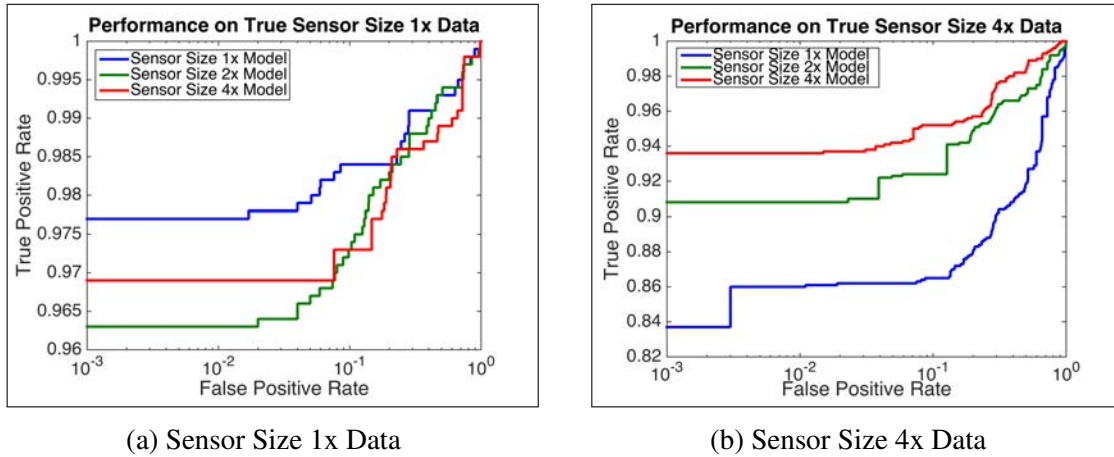 Performance on True Sensor Size 1x Data
Sensor Size 1x Model
Sensor Size 2x Model
Sensor Size 4x Model
True Positive Rate
1
0.995
0.99
0.985
0.98
0.975
0.97
0.965
0.96
10^-3
10^-2
10^-1
10^0
False Positive Rate
(a) Sensor Size 1x Data
Performance on True Sensor Size 4x Data
Sensor Size 1x Model
Sensor Size 2x Model
Sensor Size 4x Model
True Positive Rate
1
0.98
0.96
0.94
0.92
0.9
0.88
0.86
0.84
0.82
10^-3
10^-2
10^-1
10^0
False Positive Rate
(b) Sensor Size 4x Data